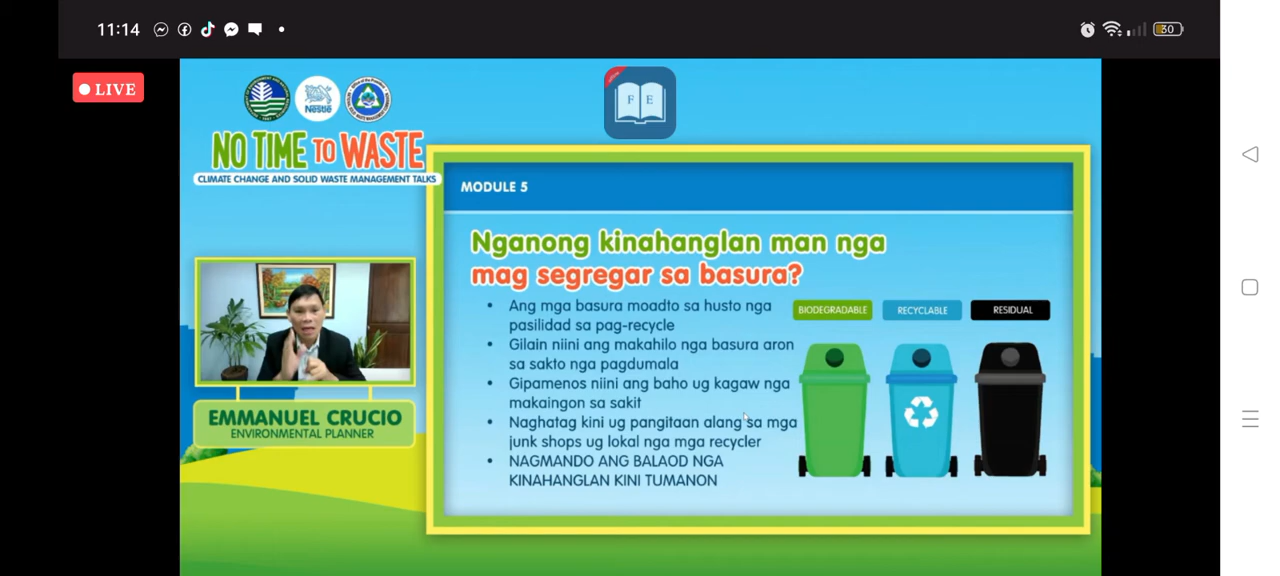 11:14
30
LIVE
Nestlé
F E
NO TIME TO WASTE
CLIMATE CHANGE AND SOLID WASTE MANAGEMENT TALKS
MODULE 5
Nganong kinahanglan man nga
mag segregar sa basura?
• Ang mga basura moadto sa husto nga
pasilidad sa pag-recycle
• Gilain niini ang makahilo nga basura aron
sa sakto nga pagdumala
• Gipamenos niini ang baho ug kagaw nga
makaingon sa sakit
• Naghatag kini ug pangitaan alang sa mga
junk shops ug lokal nga mga recycler
• NAGMANDO ANG BALAOD NGA
KINAHANGLAN KINI TUMANON
BIODEGRADABLE
RECYCLABLE
RESIDUAL
EMMANUEL CRUCIO
ENVIRONMENTAL PLANNER